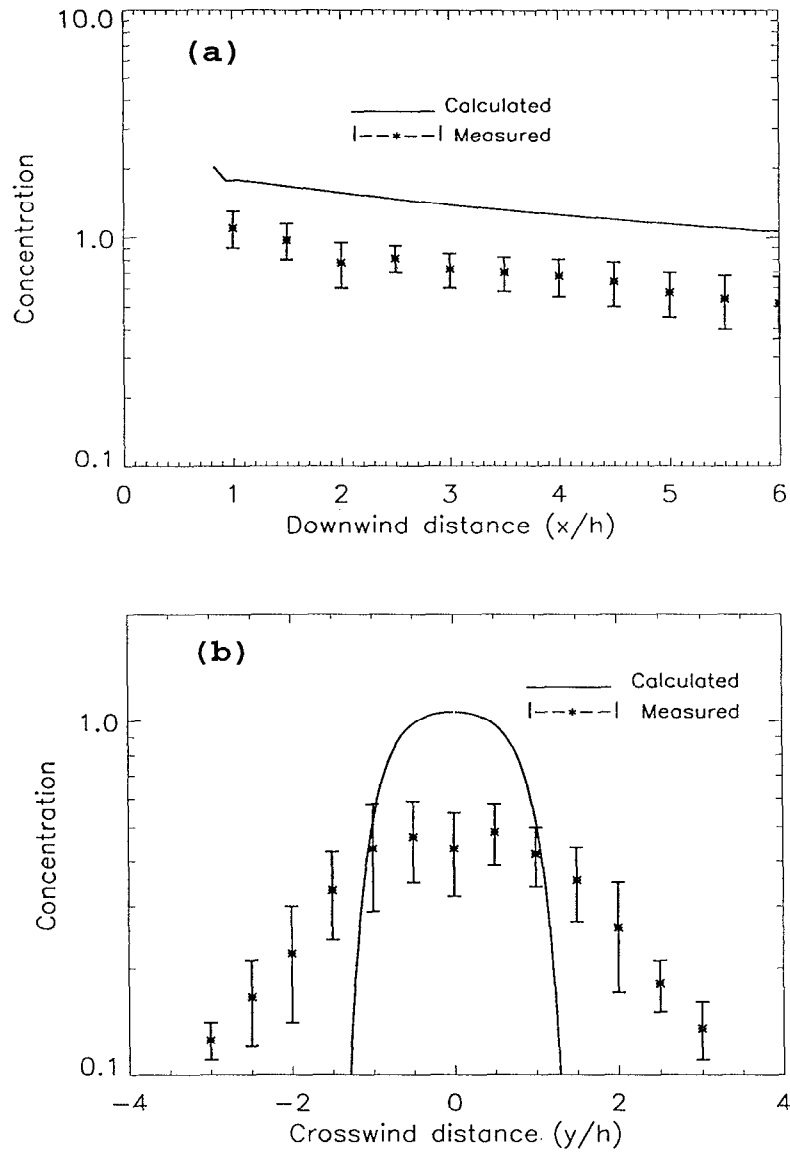 (a)
10.0
1.0
0.1
Concentration
Calculated
Measured
0 1 2 3 4 5 6
Downwind distance (x/h)
(b)
1.0
0.1
Concentration
Calculated
Measured
−4 −2 0 2 4
Crosswind distance (y/h)